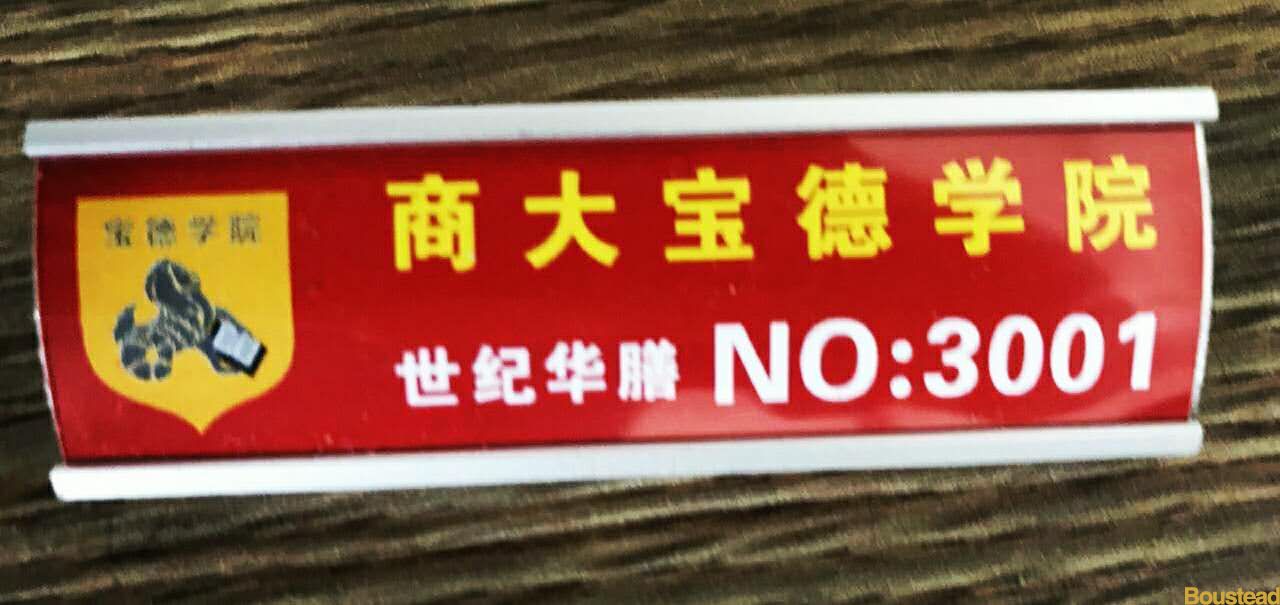 宝德学院
商大宝德学院
世纪华膳 NO:3001
Boustead